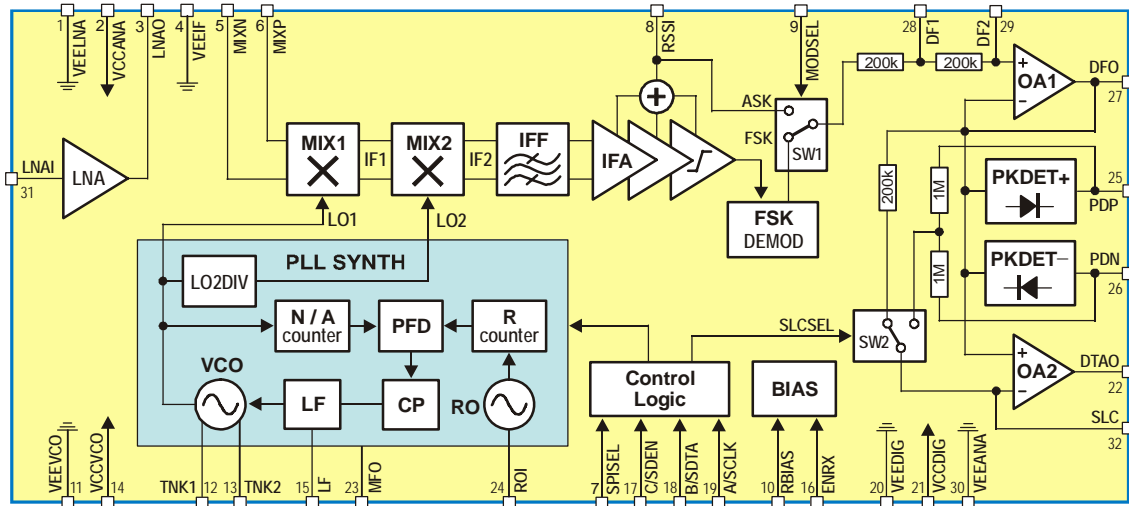 1 VEELNA
2 VCCANA
3 LNAO
4 VEEIF
5 MIXN
6 MIXP
8 RSSI
9 MODSEL
28 DF1
29 DF2
200k
200k
OA1
DFO
27
ASK
FSK
SW1
MIX1
MIX2
IFF
IFA
IF1
IF2
LNAI
31
LNA
LO1
LO2
FSK
DEMOD
200k
1M
PKDET+
25
PDP
1M
PKDET–
PDN
26
PLL SYNTH
LO2DIV
N / A
counter
PFD
R
counter
SLCSEL
SW2
OA2
DTAO
22
VCO
LF
CP
RO
Control
Logic
BIAS
SLC
32
VEEVCO
11
VCCVCO
14
TNK1 12
13 TNK2
15 LF
23 MFO
24 ROI
7 SPISEL
17 C/SDEN
18 B/SDTA
19 A/SCLK
10 RBIAS
16 ENRX
20 VEEDIG
21 VCCDIG
30 VEEANA